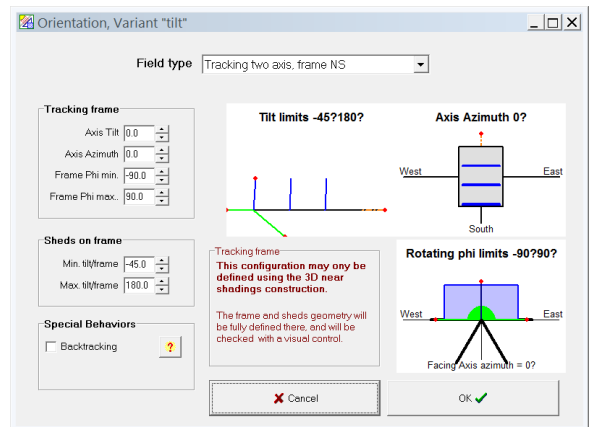 Orientation, Variant "tilt"
Field type
Tracking two axis, frame NS
Tracking frame
Axis Tilt 0.0
Axis Azimuth 0.0
Frame Phi min. -90.0
Frame Phi max.. 90.0
Tilt limits -45?180?
Axis Azimuth 0?
West
East
South
Sheds on frame
Min. tilt/frame -45.0
Max. tilt/frame 180.0
Tracking frame
This configuration may ony be
defined using the 3D near
shadings construction.
The frame and sheds geometry will
be fully defined there, and will be
checked with a visual control.
Rotating phi limits -90?90?
West
East
Facing Axis azimuth = 0?
Special Behaviors
Backtracking
?
Cancel
OK